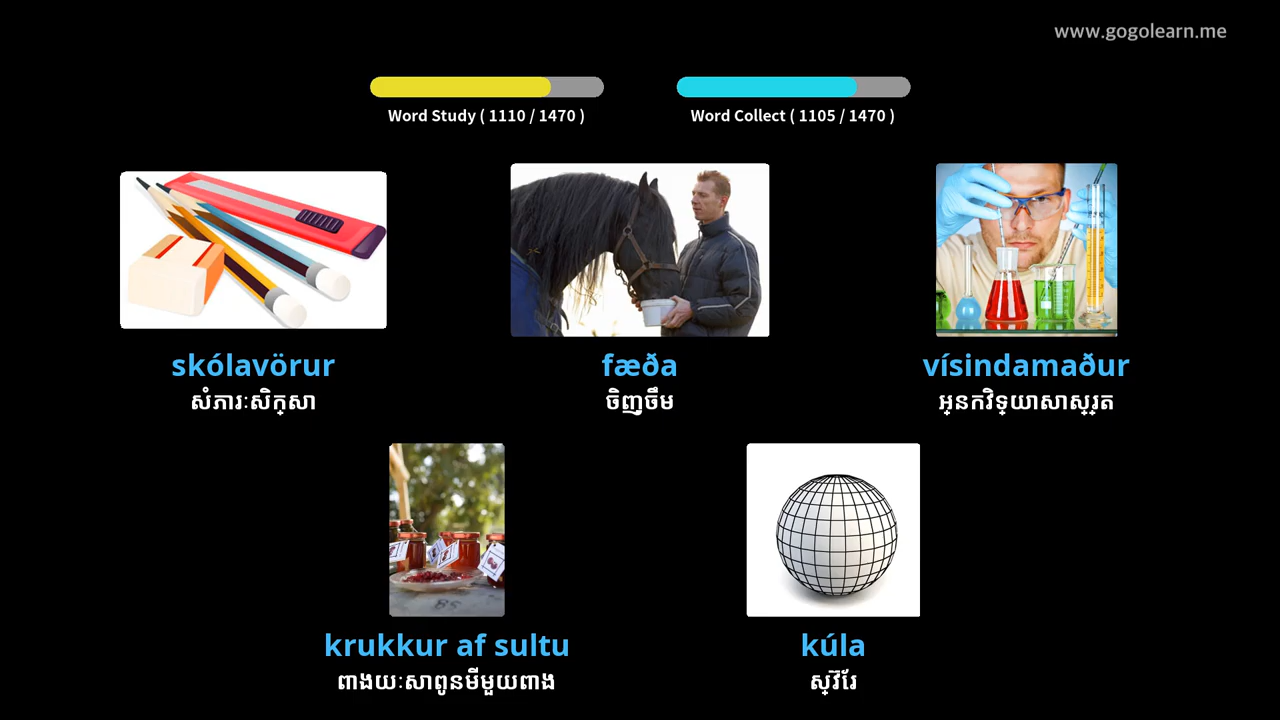 www.gogolearn.me
Word Study ( 1110 / 1470 )
Word Collect ( 1105 / 1470 )
skólavörur
សំភារៈសិក្សា
fæða
ចិញ្ចឹម
vísindamaður
អ្នកវិទ្យាសាស្រ្ត
krukkur af sultu
ពាងយៈសាពូនមីមួយពាង
kúla
ស្វ៊រែ